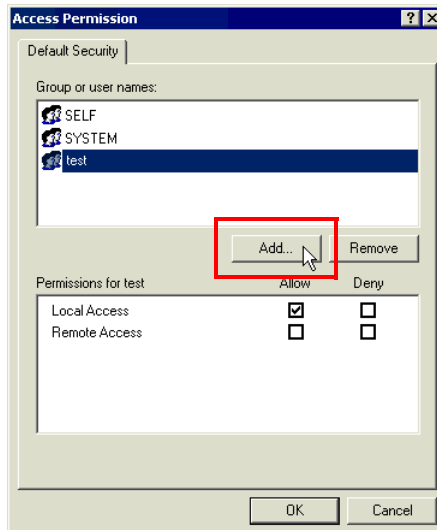 Access Permission
Default Security
Group or user names:
SELF
SYSTEM
test
Add... Remove
Permissions for test Allow Deny
Local Access
Remote Access
OK Cancel